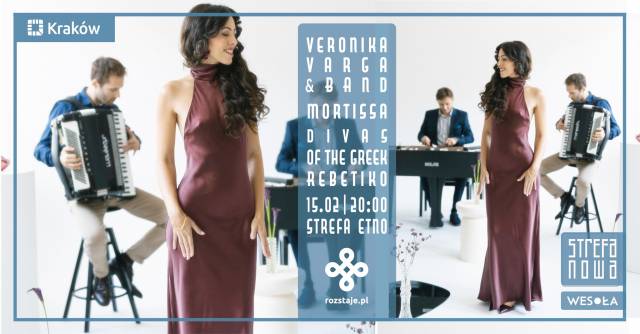 Kraków
VERONIKA
VARGA
& BAND
MORTISSA
DIVAS
OF THE GREEK
REBETIKO
15.02 | 20:00
STREFA ETNO
rozstaje.pl
STREFA
NOWA
WESOŁA